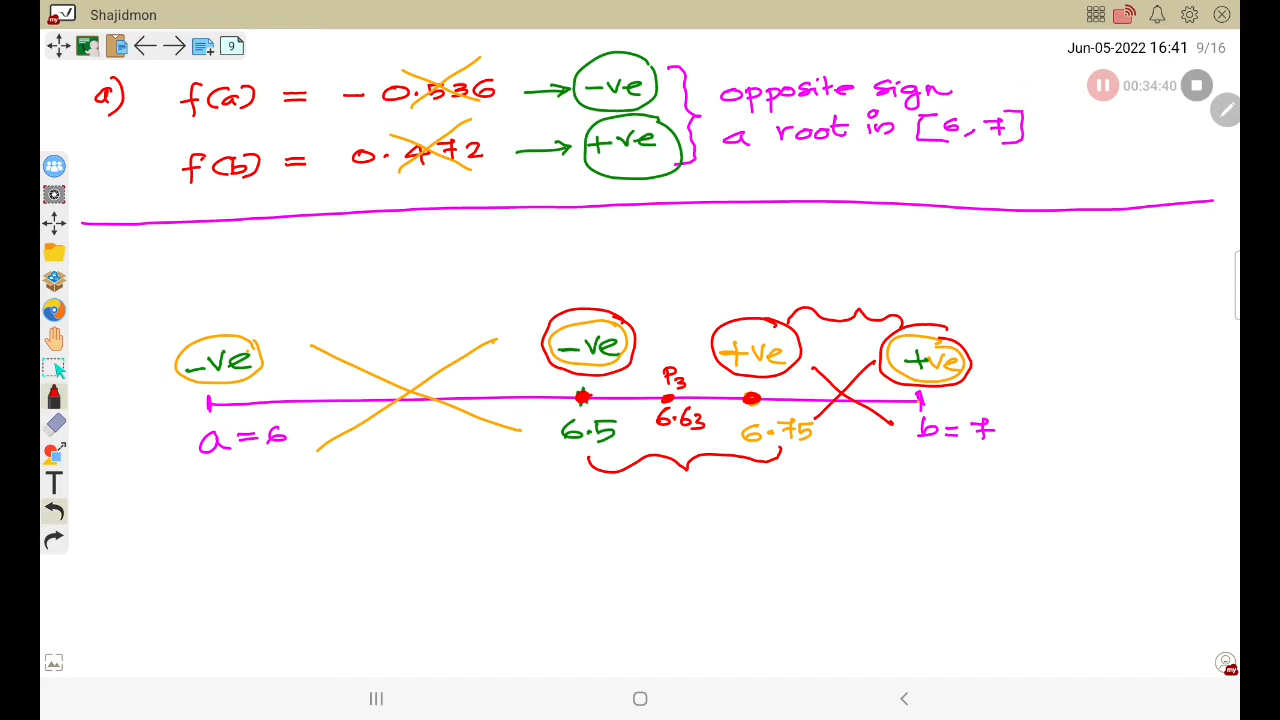 Shajidmon
9
Jun-05-2022 16:41 9/16
00:34:40
a) f(a) = - 0.536 → -ve
f(b) = 0.472 → +ve
opposite sign
a root in [6, 7]
-ve -ve +ve +ve
P3
a = 6 6.5 6.63 6.75 b = 7
T